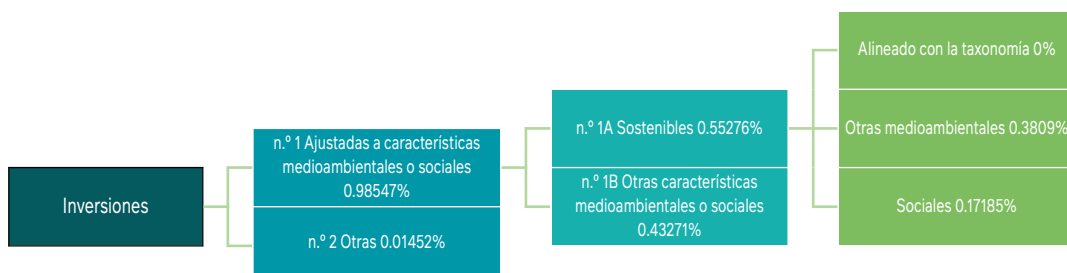 Inversiones
n.º 1 Ajustadas a características
medioambientales o sociales
0.98547%
n.º 2 Otras 0.01452%
n.º 1A Sostenibles 0.55276%
n.º 1B Otras características
medioambientales o sociales
0.43271%
Alineado con la taxonomía 0%
Otras medioambientales 0.3809%
Sociales 0.17185%